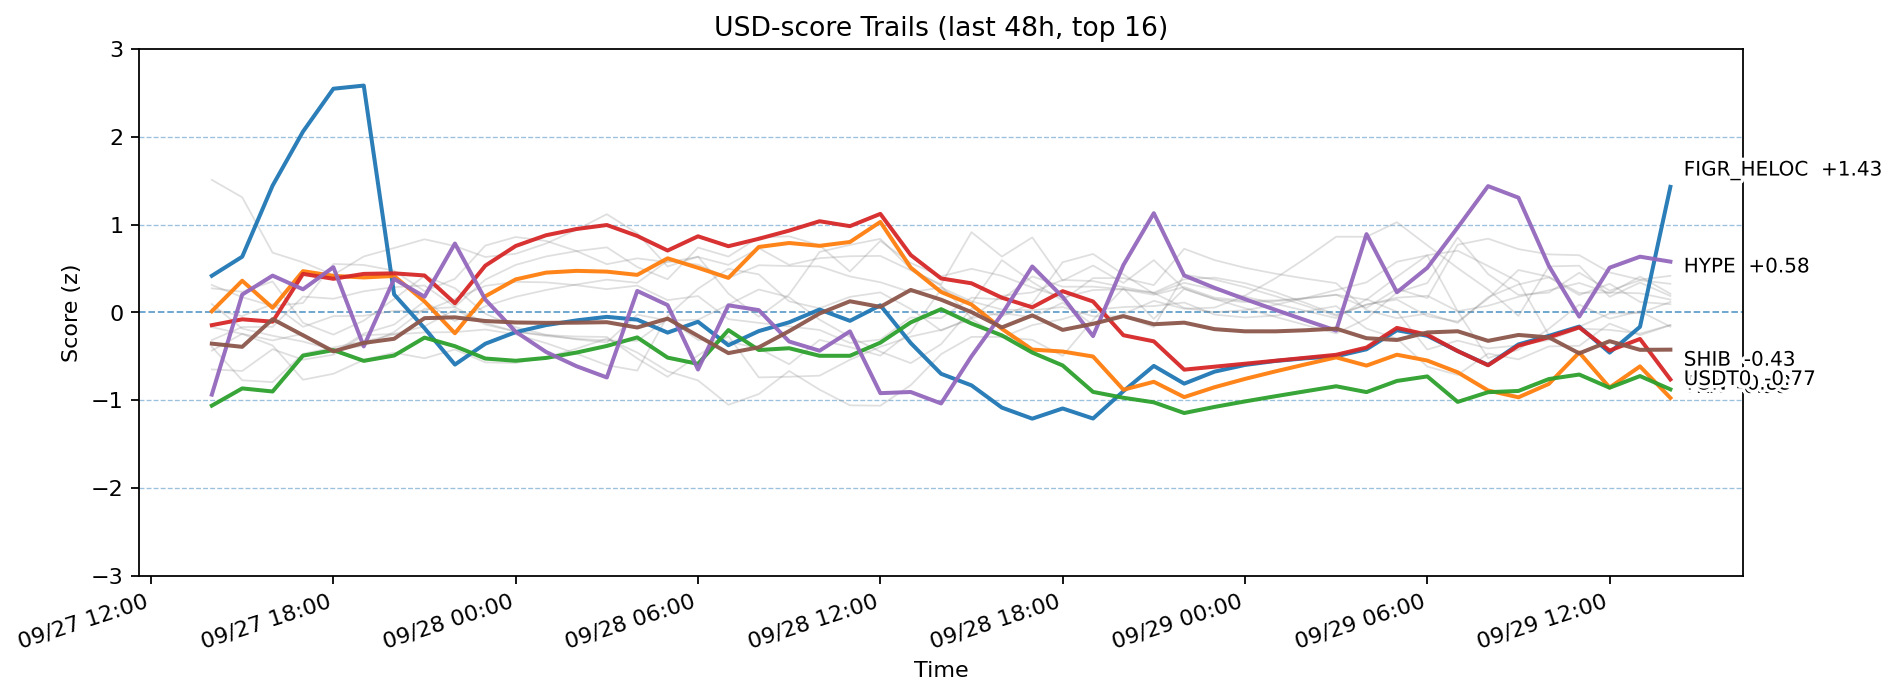 USD-score Trails (last 48h, top 16)
Score (z)
3
2
1
0
−1
−2
−3
FIGR_HELOC +1.43
HYPE +0.58
SHIB -0.43
USDT0 -0.77
09/27 12:00
09/27 18:00
09/28 00:00
09/28 06:00
09/28 12:00
09/28 18:00
09/29 00:00
09/29 06:00
09/29 12:00
Time